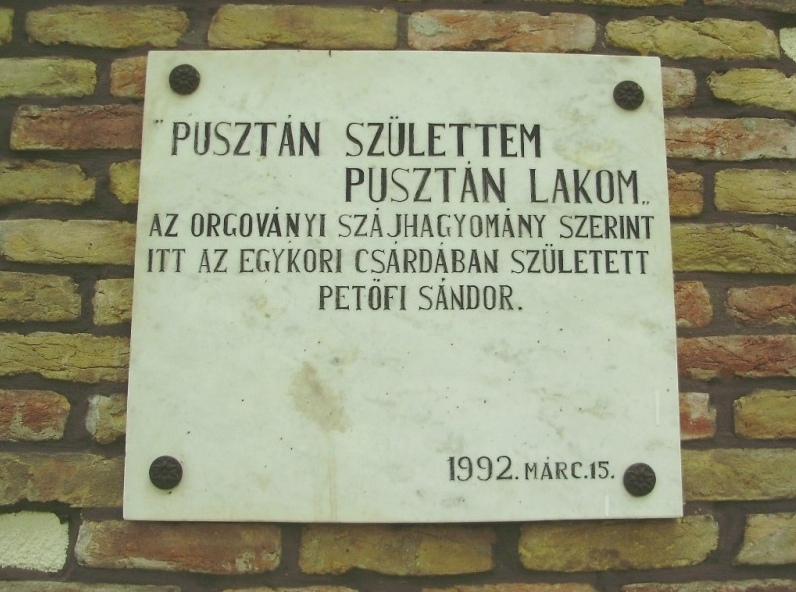 "PUSZTÁN SZÜLETTEM
PUSZTÁN LAKOM„
AZ ORGOVÁNYI SZÁJHAGYOMÁNY SZERINT
ITT AZ EGYKORI CSÁRDÁBAN SZÜLETETT
PETŐFI SÁNDOR.
1992. MÁRC. 15.